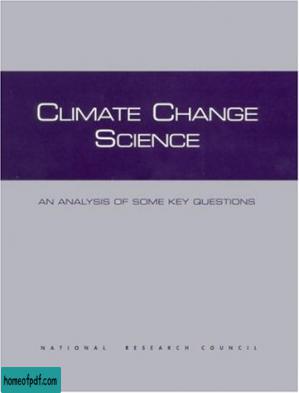 CLIMATE CHANGE
SCIENCE
AN ANALYSIS OF SOME KEY QUESTIONS
NATIONAL RESEARCH COUNCIL
homeofpdf.com